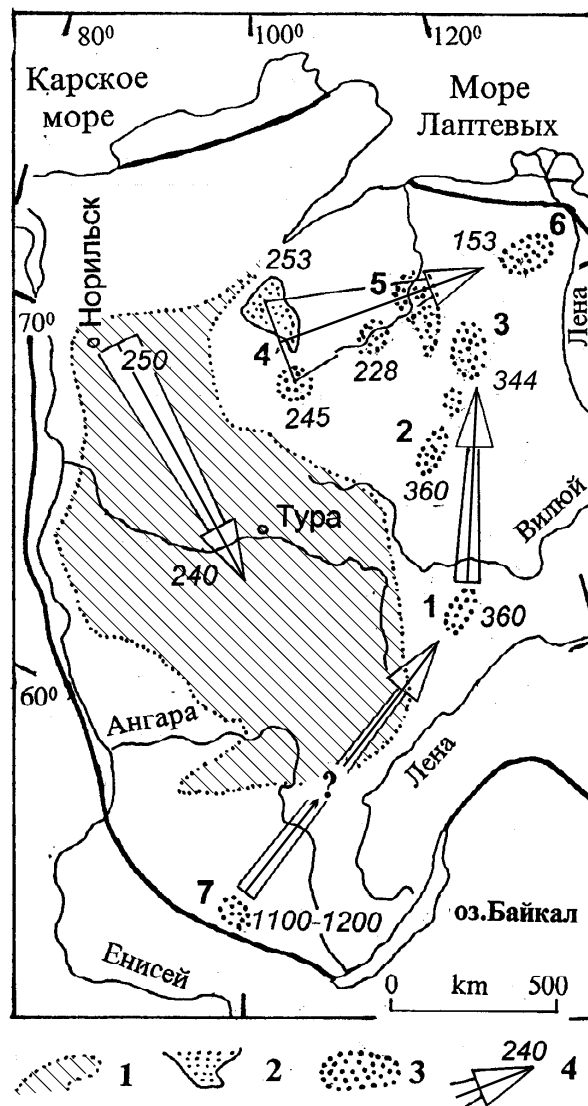 80⁰ 100⁰ 120⁰
Карское
море
Море
Лаптевых
Норильск
253
153
6
5
Лена
70⁰
250
4
3
245
228
344
2
360
Тура
Вилюй
240
1
360
60⁰
Ангара
Лена
?
7
1100-1200
оз.Байкал
Енисей
0 km 500
1 2 3 240 4